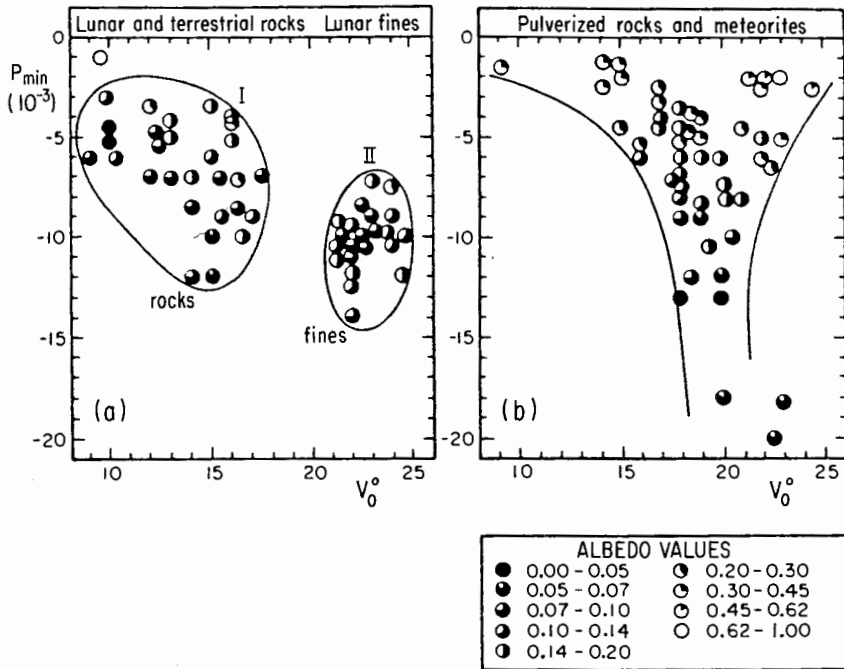 Lunar and terrestrial rocks
Lunar fines
Pulverized rocks and meteorites
P min
(10⁻³)
0
-5
-10
-15
-20
I
II
rocks
fines
(a)
10
15
20
25
V₀°
0
-5
-10
-15
-20
(b)
10
15
20
25
V₀°
ALBEDO VALUES
0.00 - 0.05
0.20 - 0.30
0.05 - 0.07
0.30 - 0.45
0.07 - 0.10
0.45 - 0.62
0.10 - 0.14
0.62 - 1.00
0.14 - 0.20